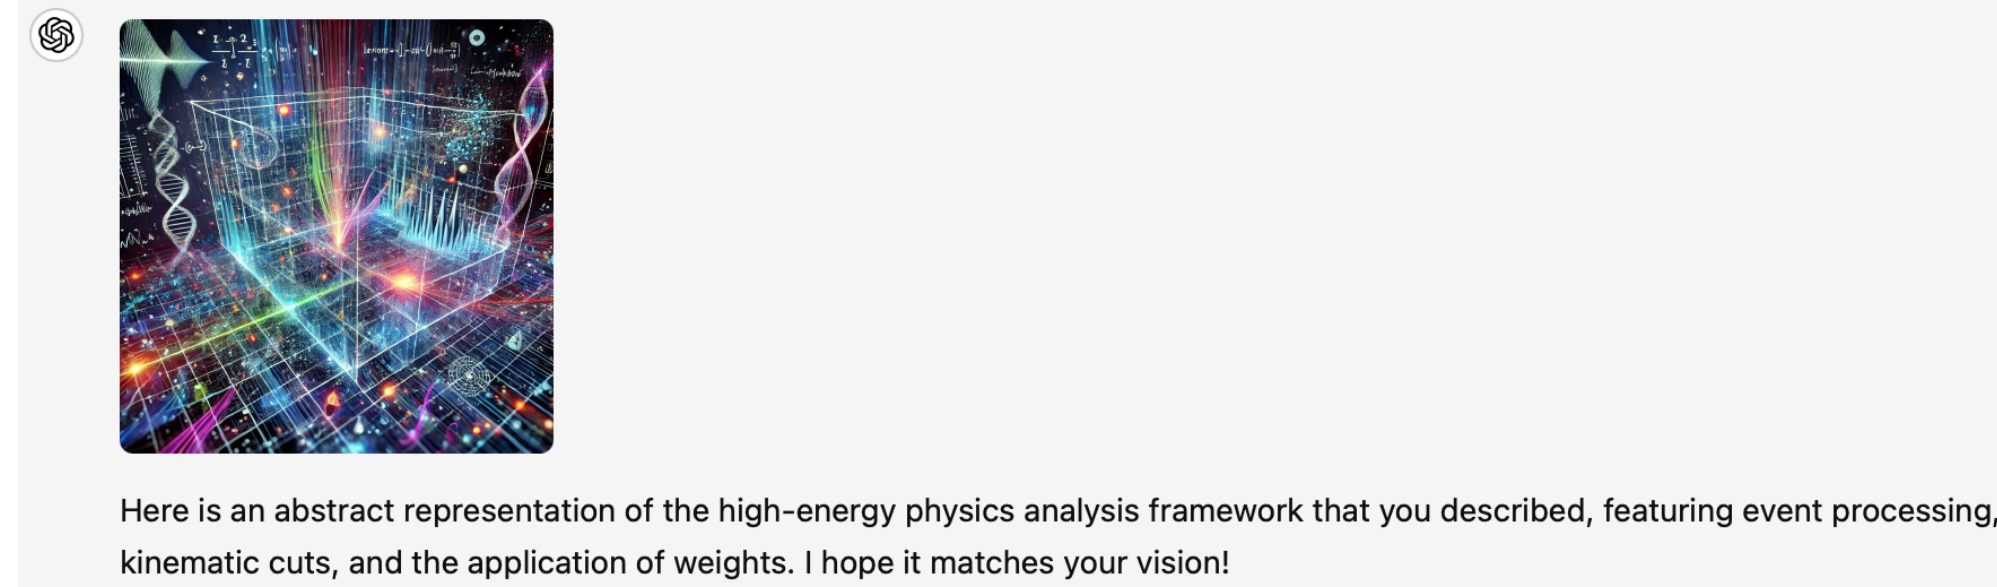 Here is an abstract representation of the high-energy physics analysis framework that you described, featuring event processing,
kinematic cuts, and the application of weights. I hope it matches your vision!